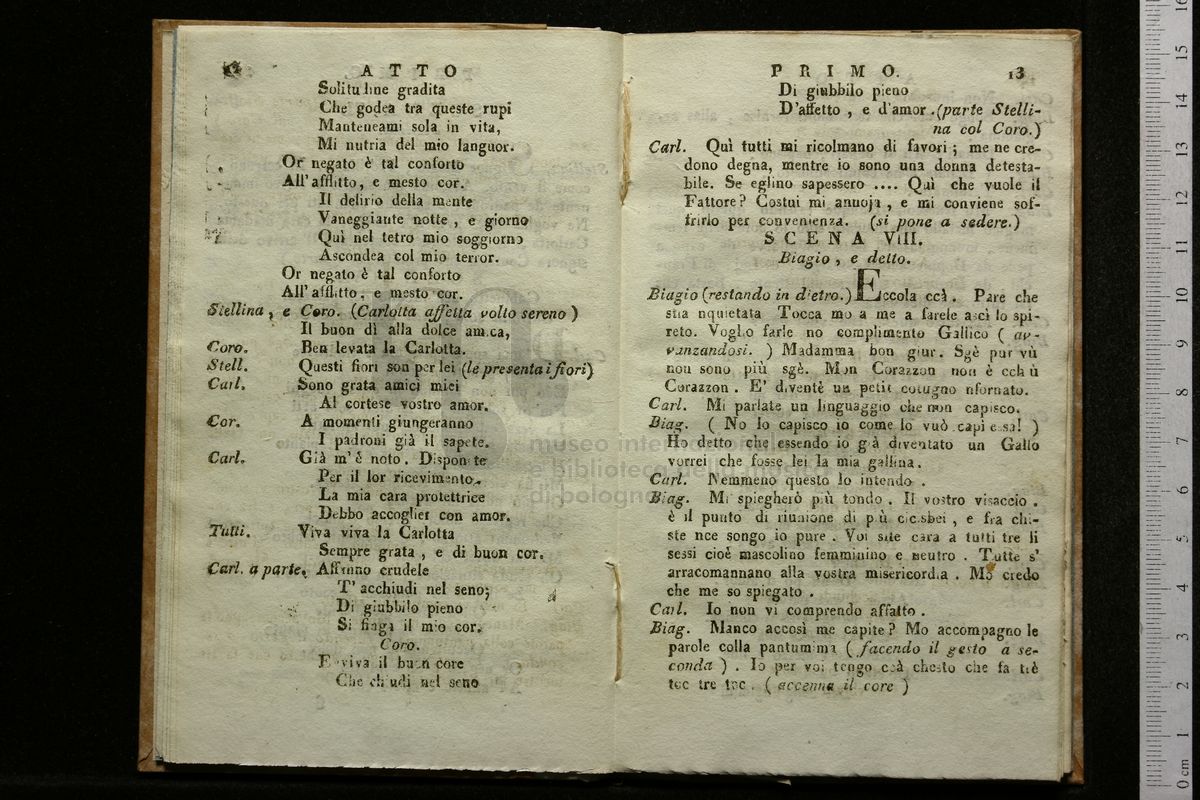 12 ATTO
Solitudine gradita
Che godea tra queste rupi
Manteneami sola in vita,
Mi nutria del mio languor.
Or negato è tal conforto
All'afflitto, e mesto cor.
Il delirio della mente
Vaneggiante notte, e giorno
Quì nel tetro mio soggiorno
Ascondea col mio terror.
Or negato è tal conforto
All'afflitto, e mesto cor.
Stellina, e Coro. (Carlotta affetta volto sereno)
Il buon dì alla dolce amica,
Coro. Ben levata la Carlotta.
Stell. Questi fiori son per lei (le presenta i fiori)
Carl. Sono grata amici miei
Al cortese vostro amor.
Cor. A momenti giungeranno
I padroni già il sapete.
Carl. Già m'è noto. Disponete
Per il lor ricevimento.
La mia cara protettrice
Debbo accoglier con amor.
Tutti. Viva viva la Carlotta
Sempre grata, e di buon cor.
Carl. a parte. Affanno crudele
T'acchiudi nel seno;
Di giubbilo pieno
Si finga il mio cor.
Coro.
Evviva il buon core
Che chiudi nel seno
PRIMO. 13
Di giubbilo pieno
D'affetto, e d'amor. (parte Stelli-
na col Coro.)
Carl. Quì tutti mi ricolmano di favori; me ne cre-
dono degna, mentre io sono una donna detesta-
bile. Se eglino sapessero .... Quì che vuole il
Fattore? Costui mi annoja, e mi conviene sof-
frirlo per convenienza. (si pone a sedere.)
SCENA VIII.
Biagio, e detto.
Biagio (restando in dietro.) Eccola ccà. Pare che
stia nquietata Tocca mo a me a farele ascì lo spi-
reto. Voglio farle no complimento Gallico (av-
vanzandosi.) Madamma bon giur. Sgè pur vù
non sono più sgè. Mon Corazzon non è cchiù
Corazzon. E' diventè un petit cotugno nfornato.
Carl. Mi parlate un linguaggio che non capisco.
Biag. (No lo capisco io come lo vuò capì essa!)
Ho detto che essendo io già diventato un Gallo
vorrei che fosse lei la mia gallina.
Carl. Nemmeno questo lo intendo.
Biag. Mi spiegherò più tondo. Il vostro visaccio.
è il punto di riunione di più cicisbei, e fra chi-
ste nce songo io pure. Voi site cara a tutti tre li
sessi cioè mascolino femminino e neutro. Tutte s'
arracomannano alla vostra misericordia. Mo credo
che me so spiegato.
Carl. Io non vi comprendo affatto.
Biag. Manco accosì me capite? Mo accompagno le
parole colla pantumima (facendo il gesto a se-
conda). Io per voi tengo ccà chesto che fa ttè
tec tre tec. (accenna il core)
museo
e biblioteca
di bologna